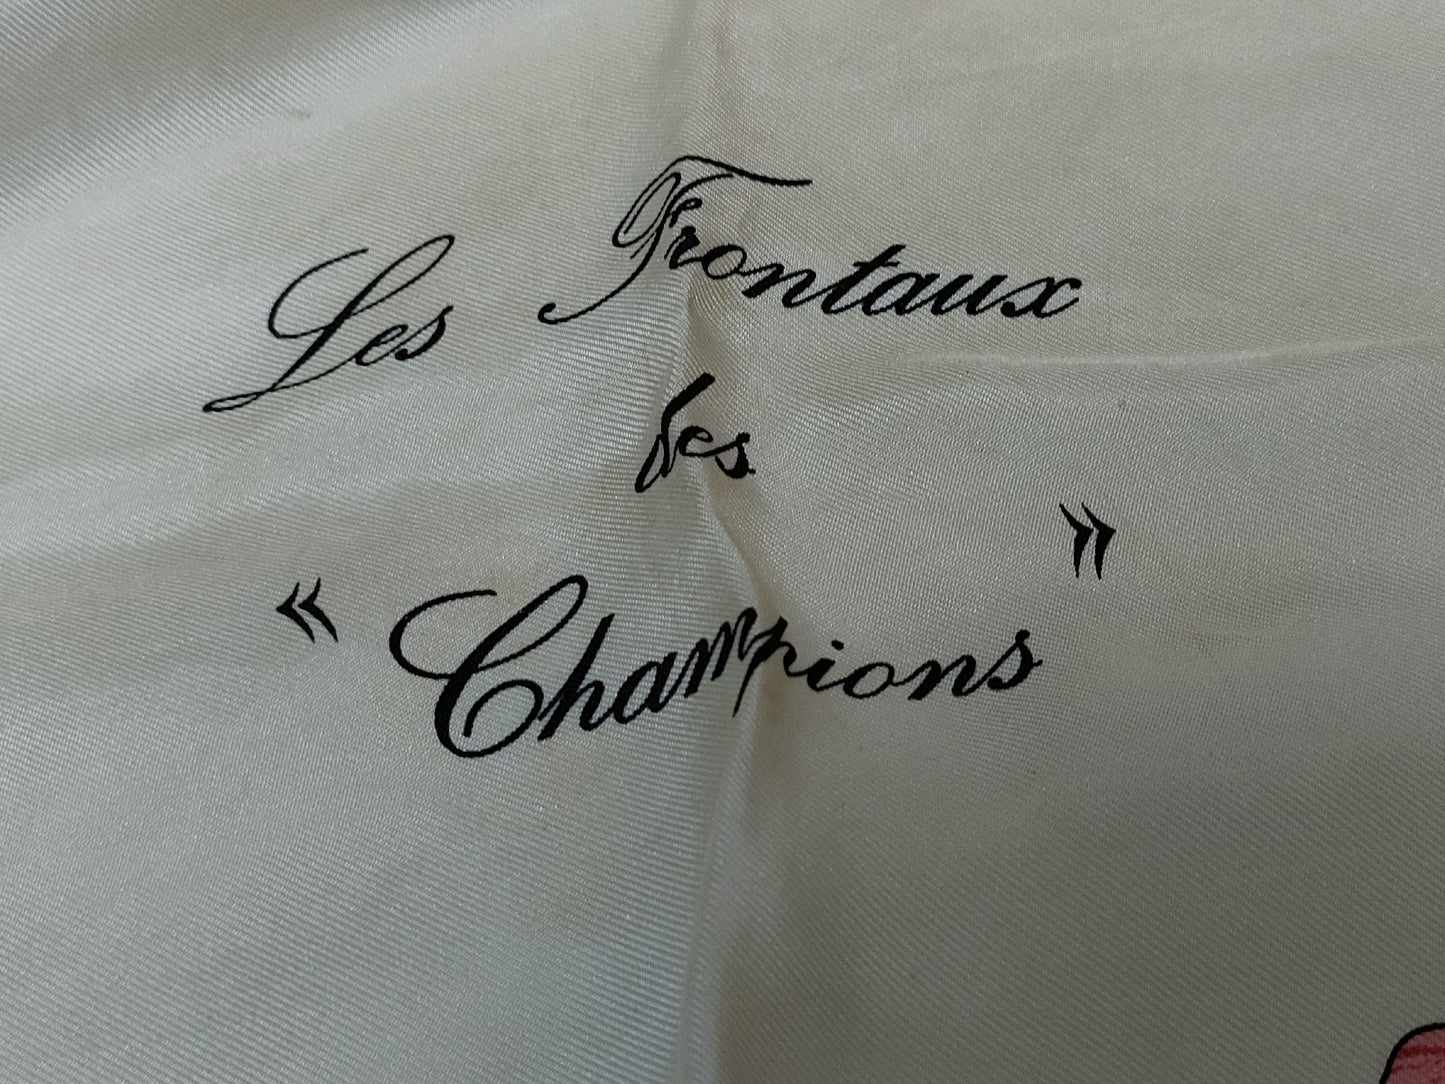 Les Frontaux
des
« Champions »